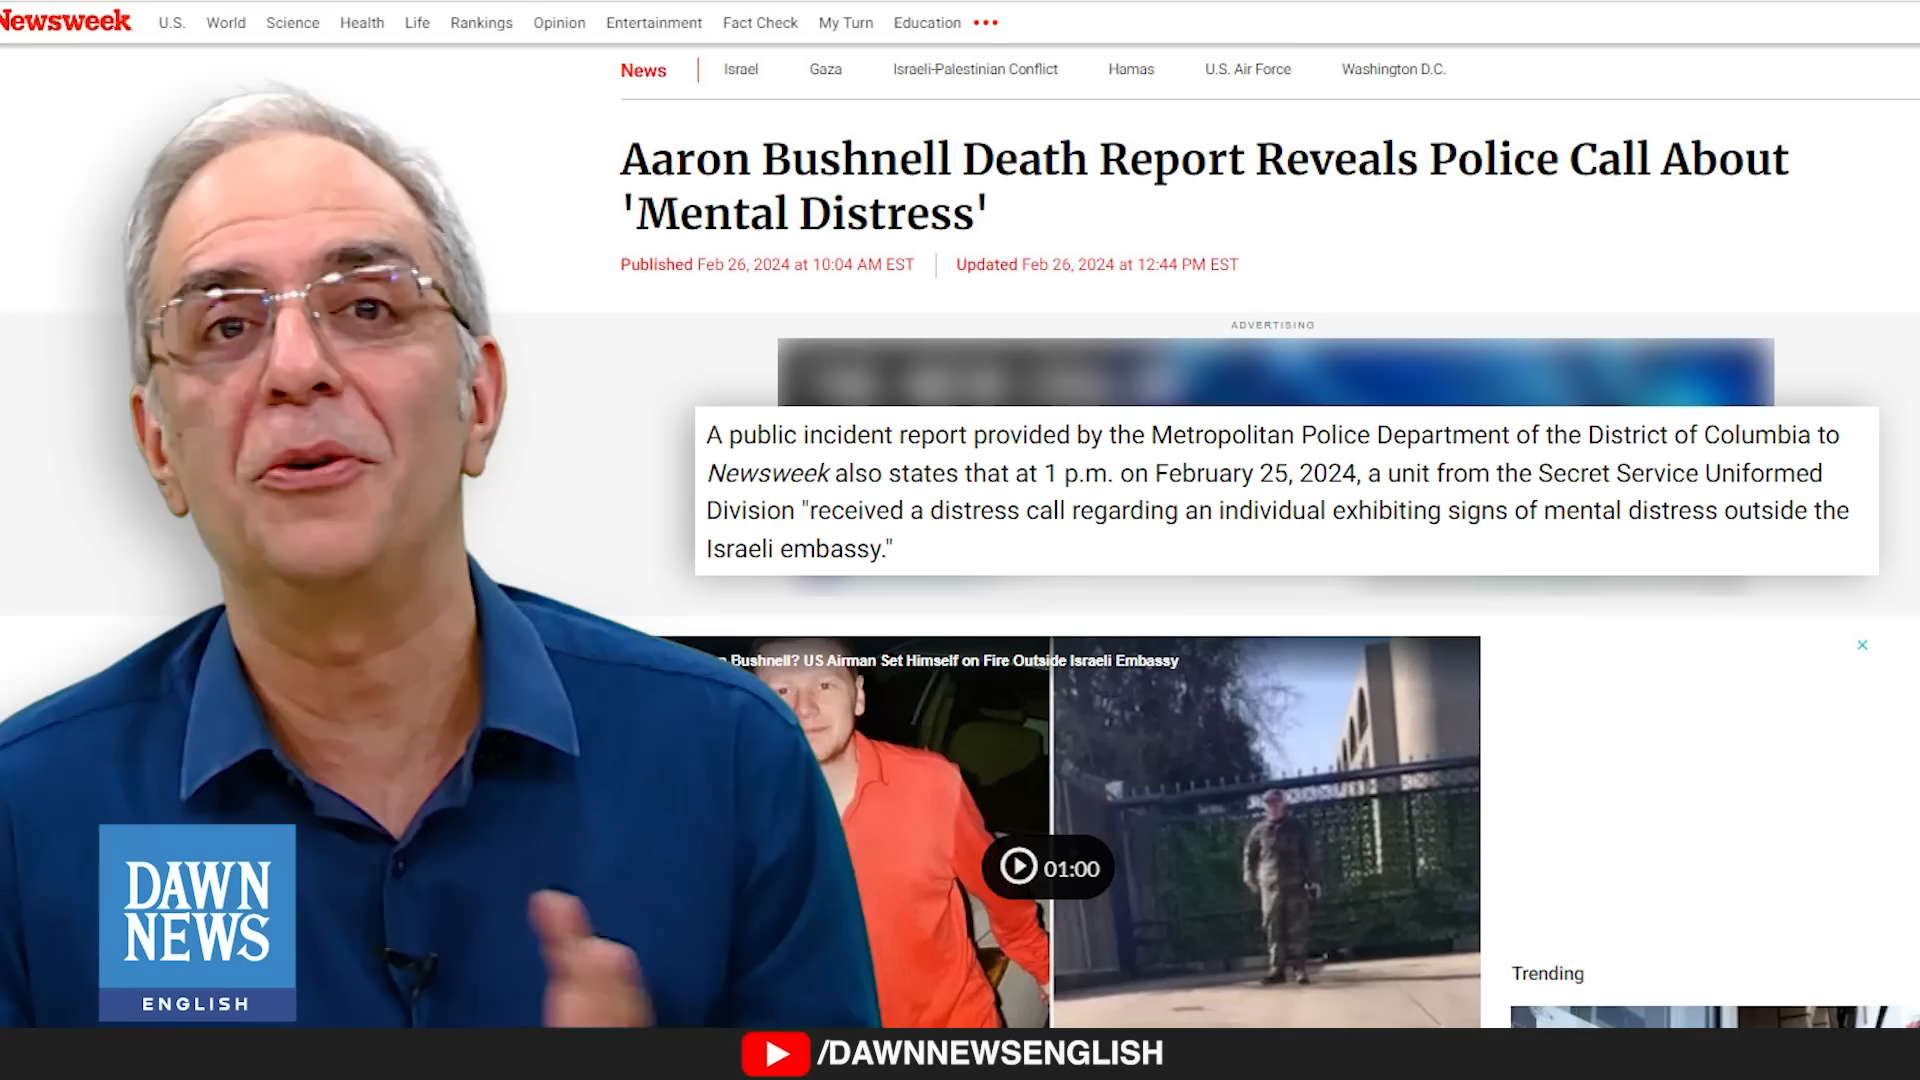 Newsweek
U.S. World Science Health Life Rankings Opinion Entertainment Fact Check My Turn Education
News Israel Gaza Israeli-Palestinian Conflict Hamas U.S. Air Force Washington D.C.
Aaron Bushnell Death Report Reveals Police Call About
'Mental Distress'
Published Feb 26, 2024 at 10:04 AM EST Updated Feb 26, 2024 at 12:44 PM EST
ADVERTISING
A public incident report provided by the Metropolitan Police Department of the District of Columbia to
Newsweek also states that at 1 p.m. on February 25, 2024, a unit from the Secret Service Uniformed
Division "received a distress call regarding an individual exhibiting signs of mental distress outside the
Israeli embassy."
Bushnell? US Airman Set Himself on Fire Outside Israeli Embassy
01:00
Trending
DAWN
NEWS
ENGLISH
/DAWNNEWSENGLISH